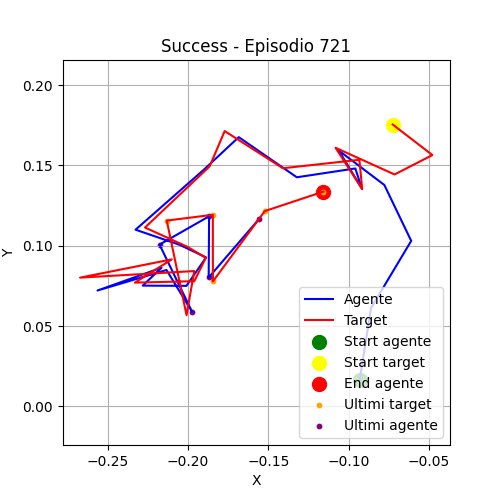 Success - Episodio 721
0.20
0.15
0.10
0.05
0.00
Y
−0.25
−0.20
−0.15
−0.10
−0.05
X
Agente
Target
Start agente
Start target
End agente
Ultimi target
Ultimi agente